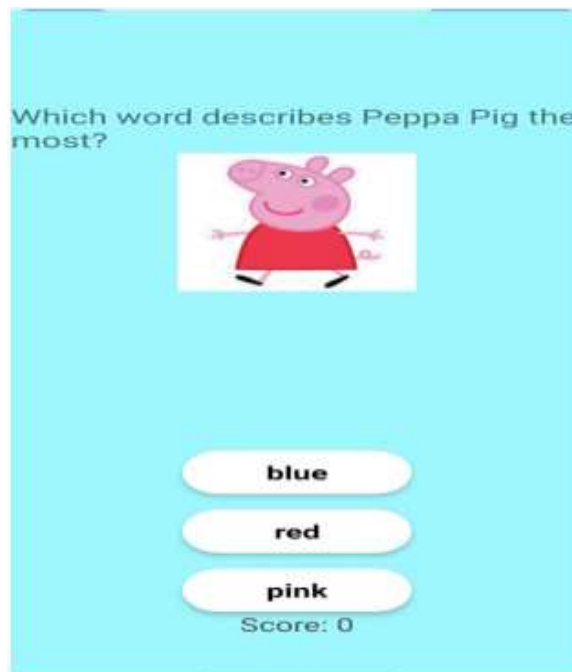 Which word describes Peppa Pig the
most?
blue
red
pink
Score: 0